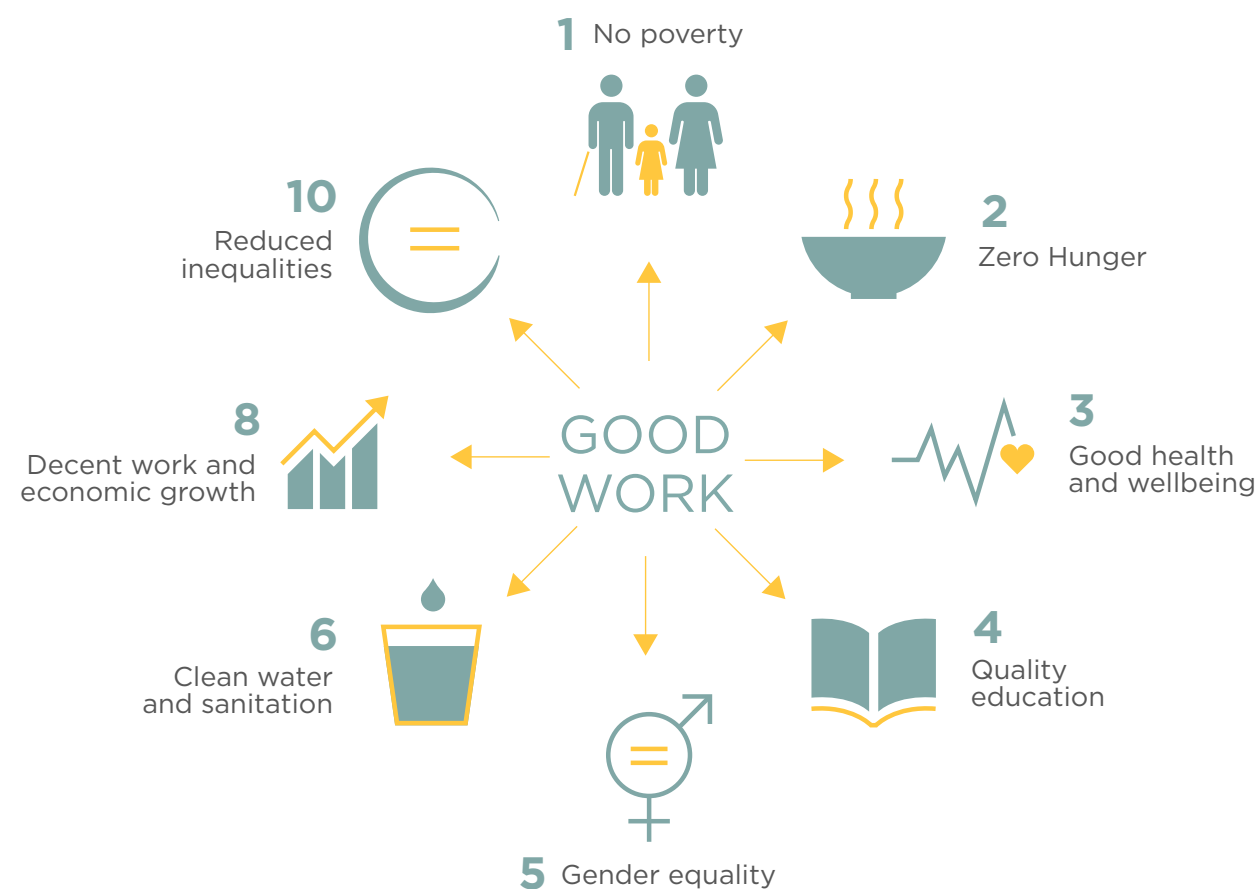 1 No poverty
2
Zero Hunger
3
Good health
and wellbeing
4
Quality
education
5 Gender equality
6
Clean water
and sanitation
8
Decent work and
economic growth
10
Reduced
inequalities
GOOD
WORK